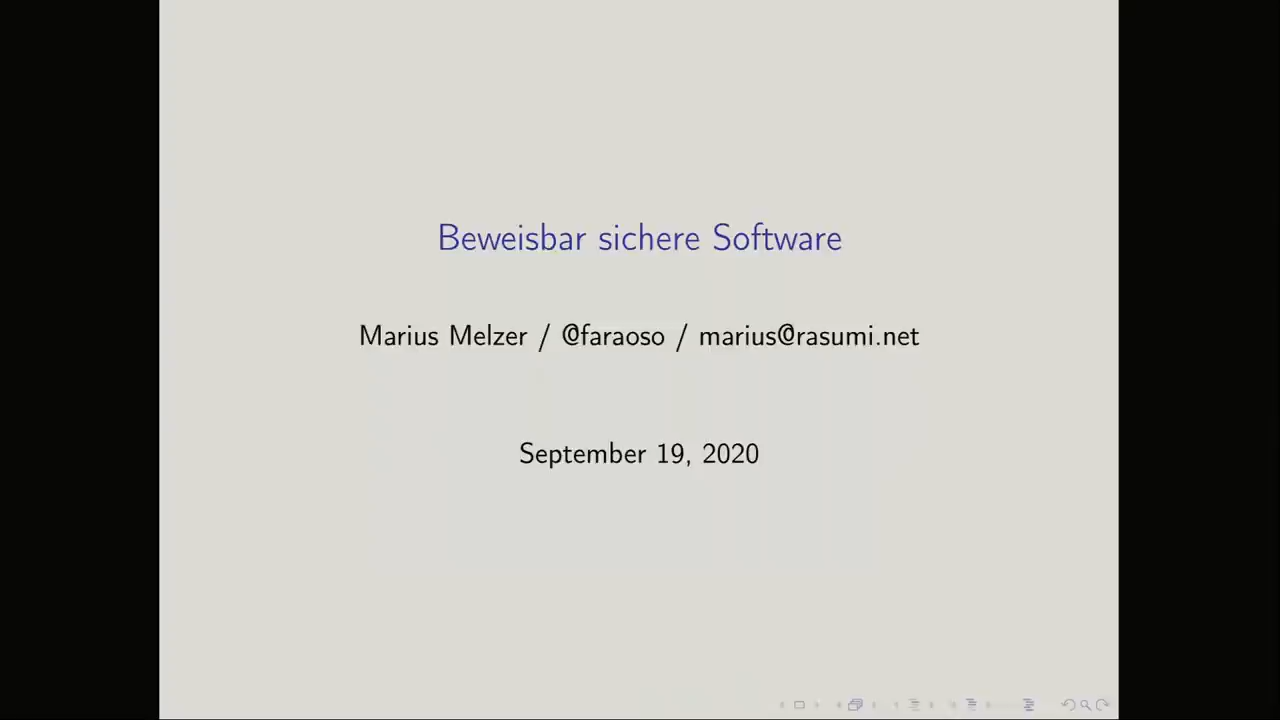 Beweisbar sichere Software
Marius Melzer / @faraoso / marius@rasumi.net
September 19, 2020